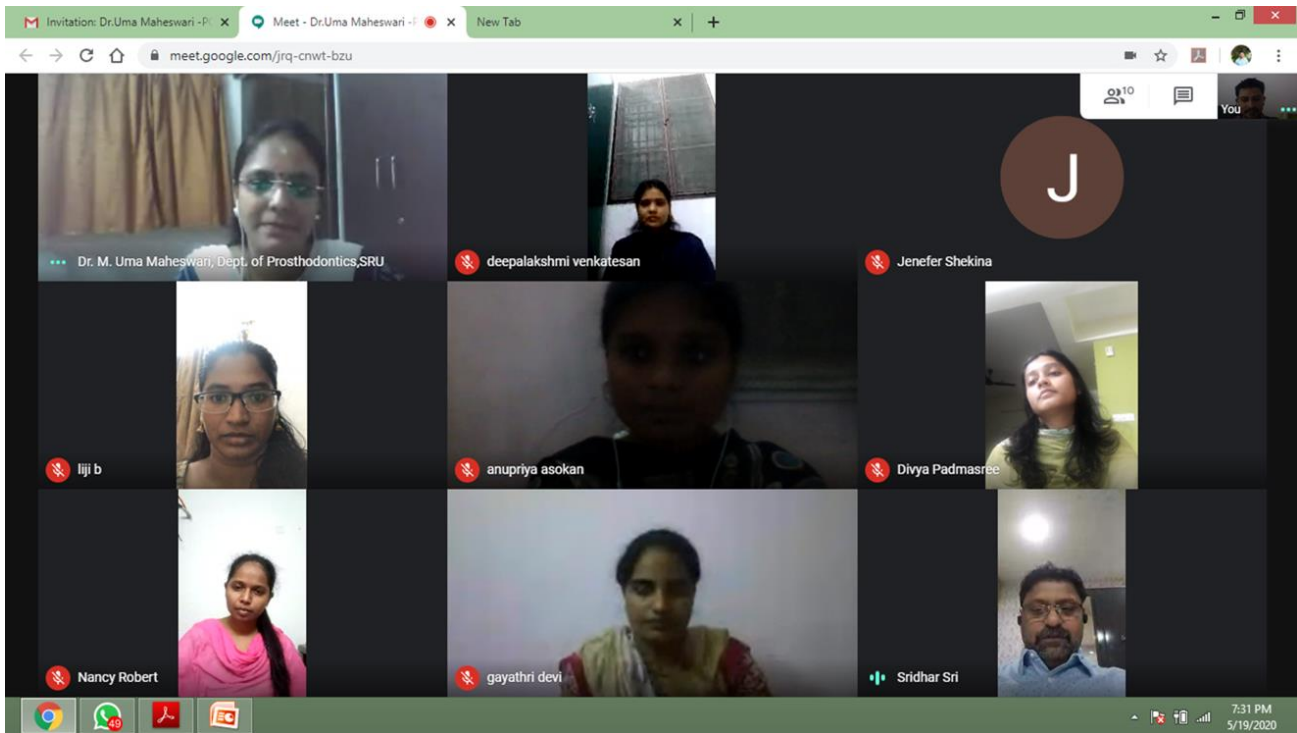 Invitation: Dr.Uma Maheswari -P
Meet - Dr.Uma Maheswari -
New Tab
meet.google.com/jrq-cnwt-bzu
10
You
J
Dr. M. Uma Maheswari, Dept. of Prosthodontics,SRU
deepalakshmi venkatesan
Jenefer Shekina
liji b
anupriya asokan
Divya Padmasree
Nancy Robert
gayathri devi
Sridhar Sri
49
7:31 PM
5/19/2020